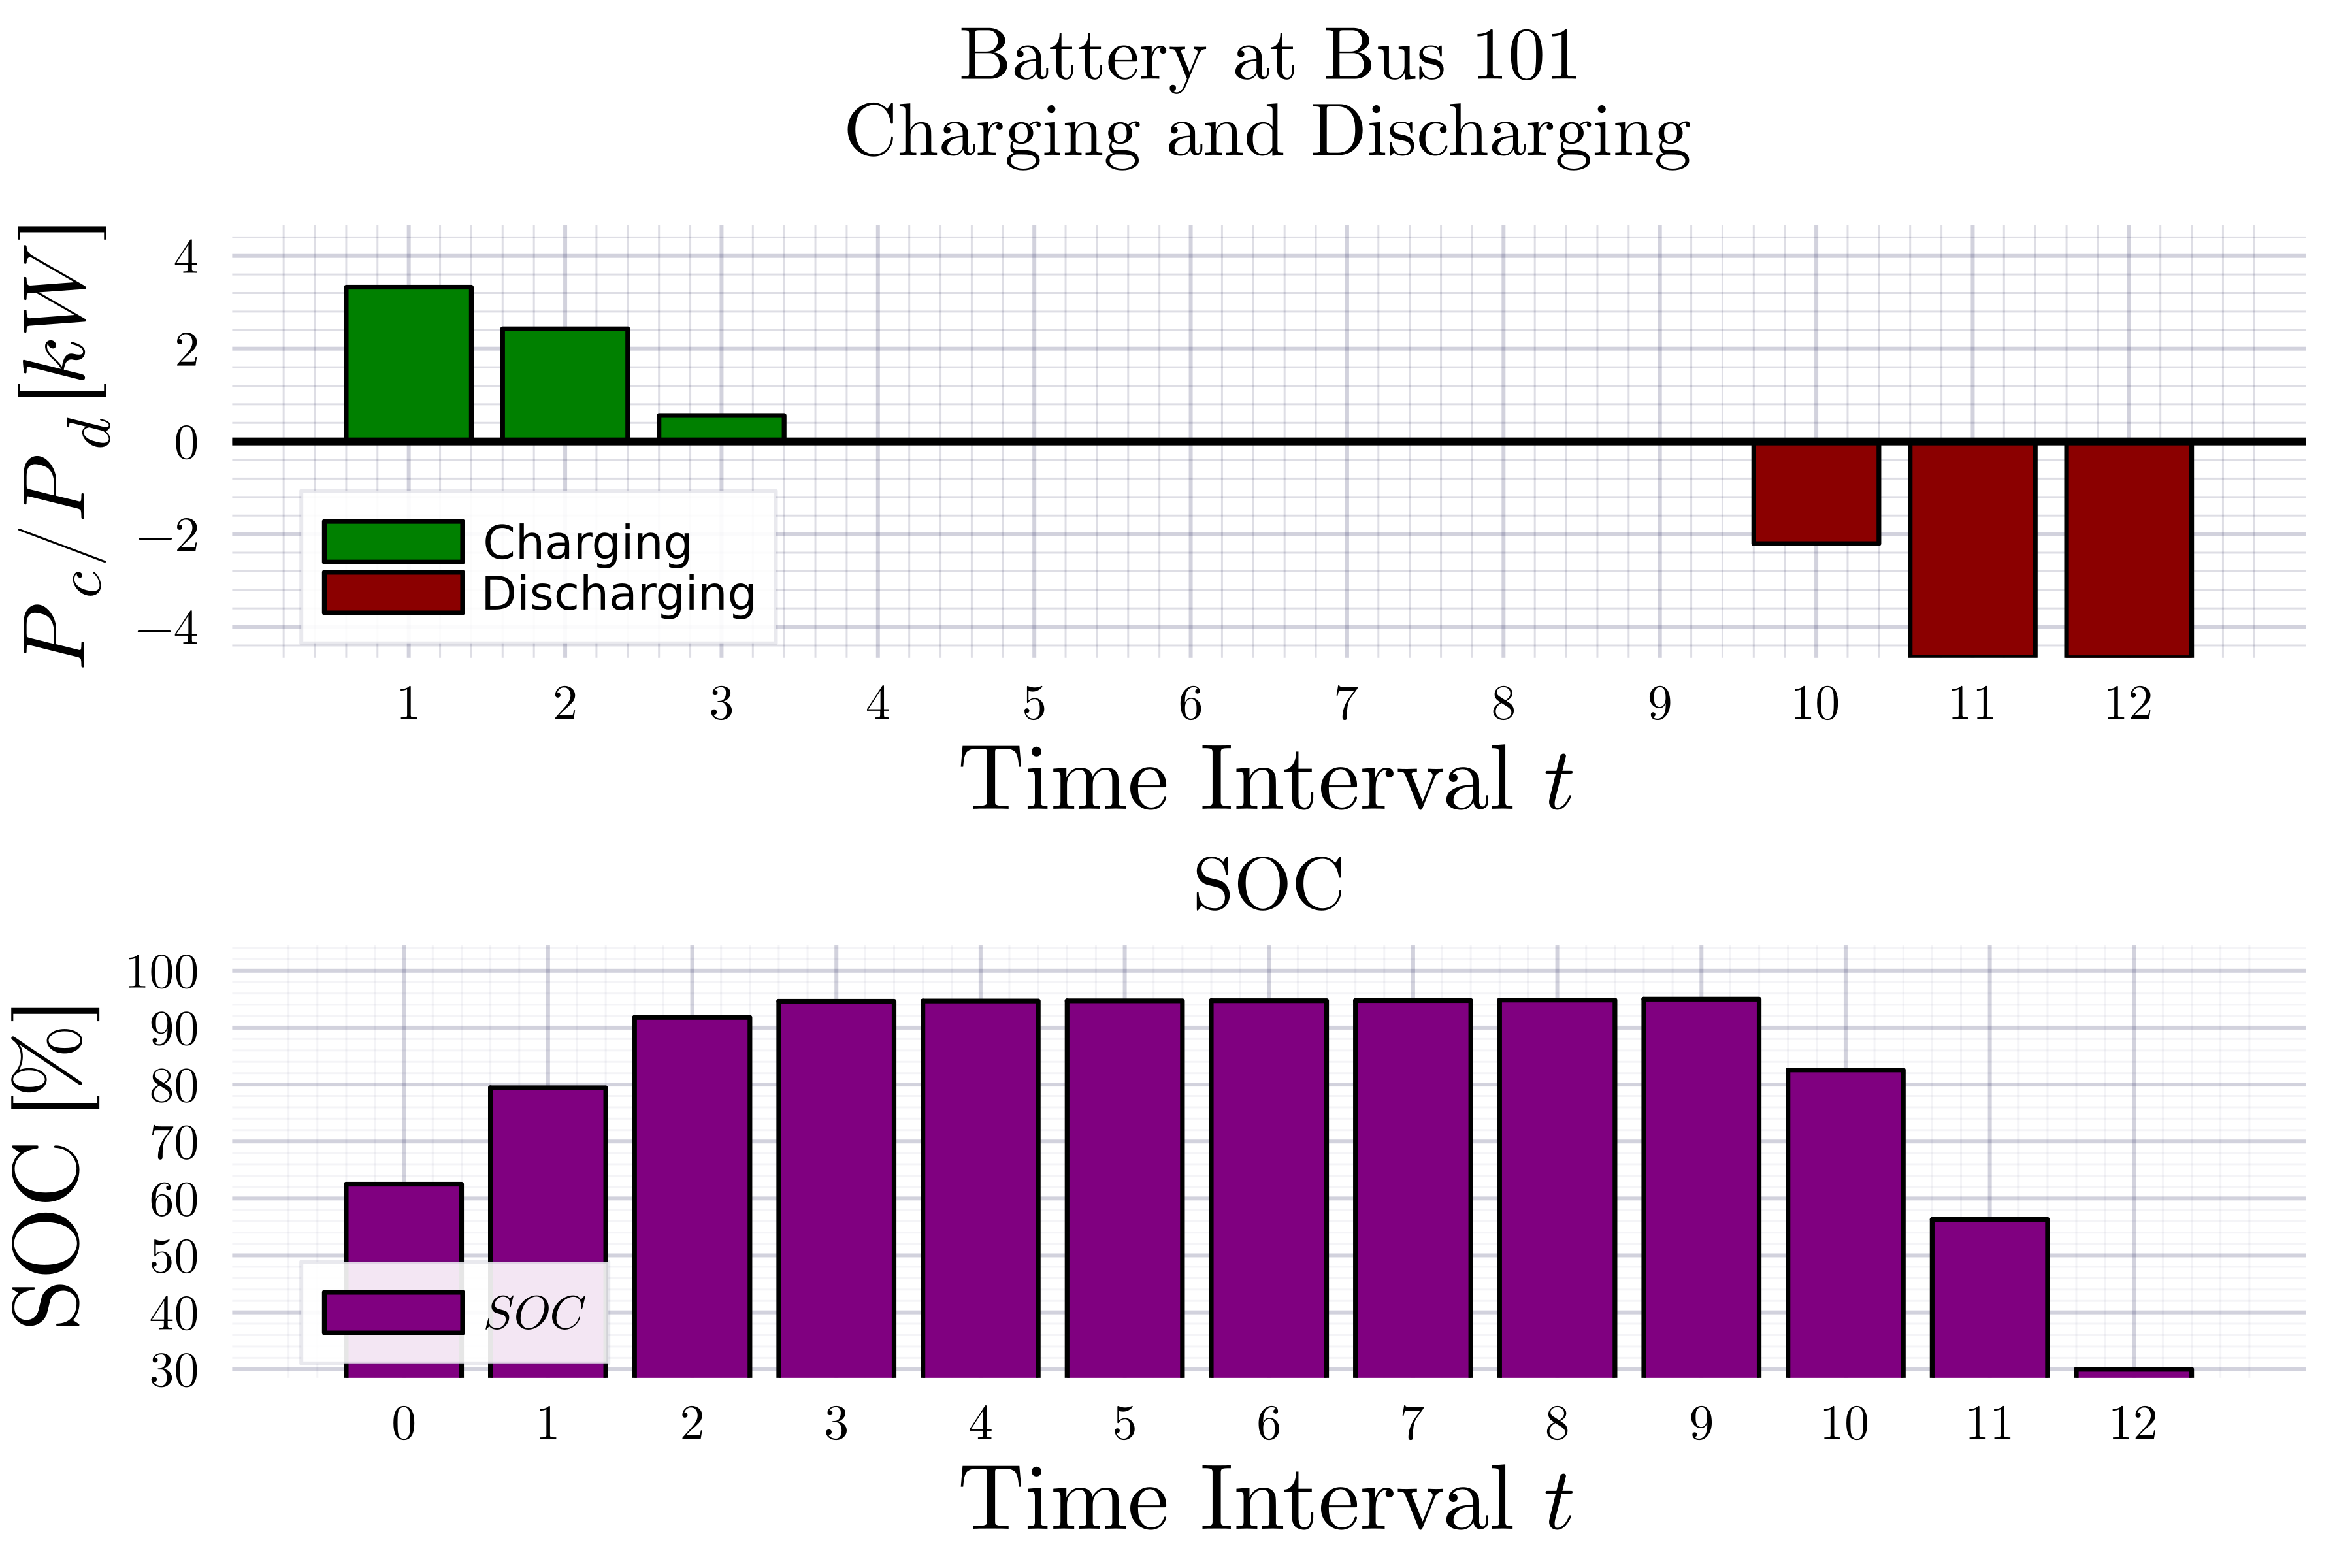 Battery at Bus 101
Charging and Discharging
P_c/P_d [kW]
4
2
0
−2
−4
Charging
Discharging
1 2 3 4 5 6 7 8 9 10 11 12
Time Interval t
SOC
SOC [%]
100
90
80
70
60
50
40
30
SOC
0 1 2 3 4 5 6 7 8 9 10 11 12
Time Interval t